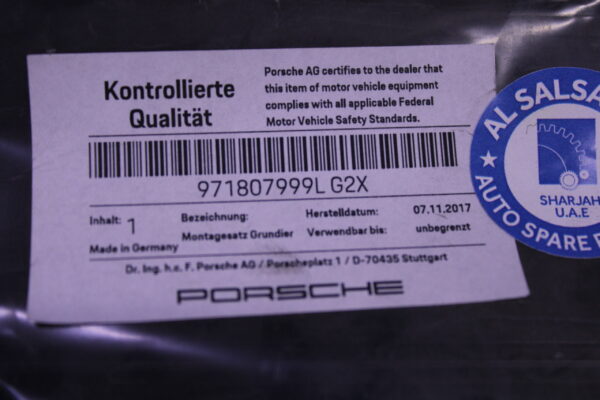 Kontrollierte
Qualität
Porsche AG certifies to the dealer that
this item of motor vehicle equipment
complies with all applicable Federal
Motor Vehicle Safety Standards.
971807999L G2X
Inhalt: 1
Bezeichnung:
Herstelldatum: 07.11.2017
Montagesatz Grundier
Verwendbar bis: unbegrenzt
Made in Germany
Dr. Ing. h.c. F. Porsche AG / Porscheplatz 1 / D-70435 Stuttgart
PORSCHE
AL SALSA
SHARJAH
U.A.E
AUTO SPARE